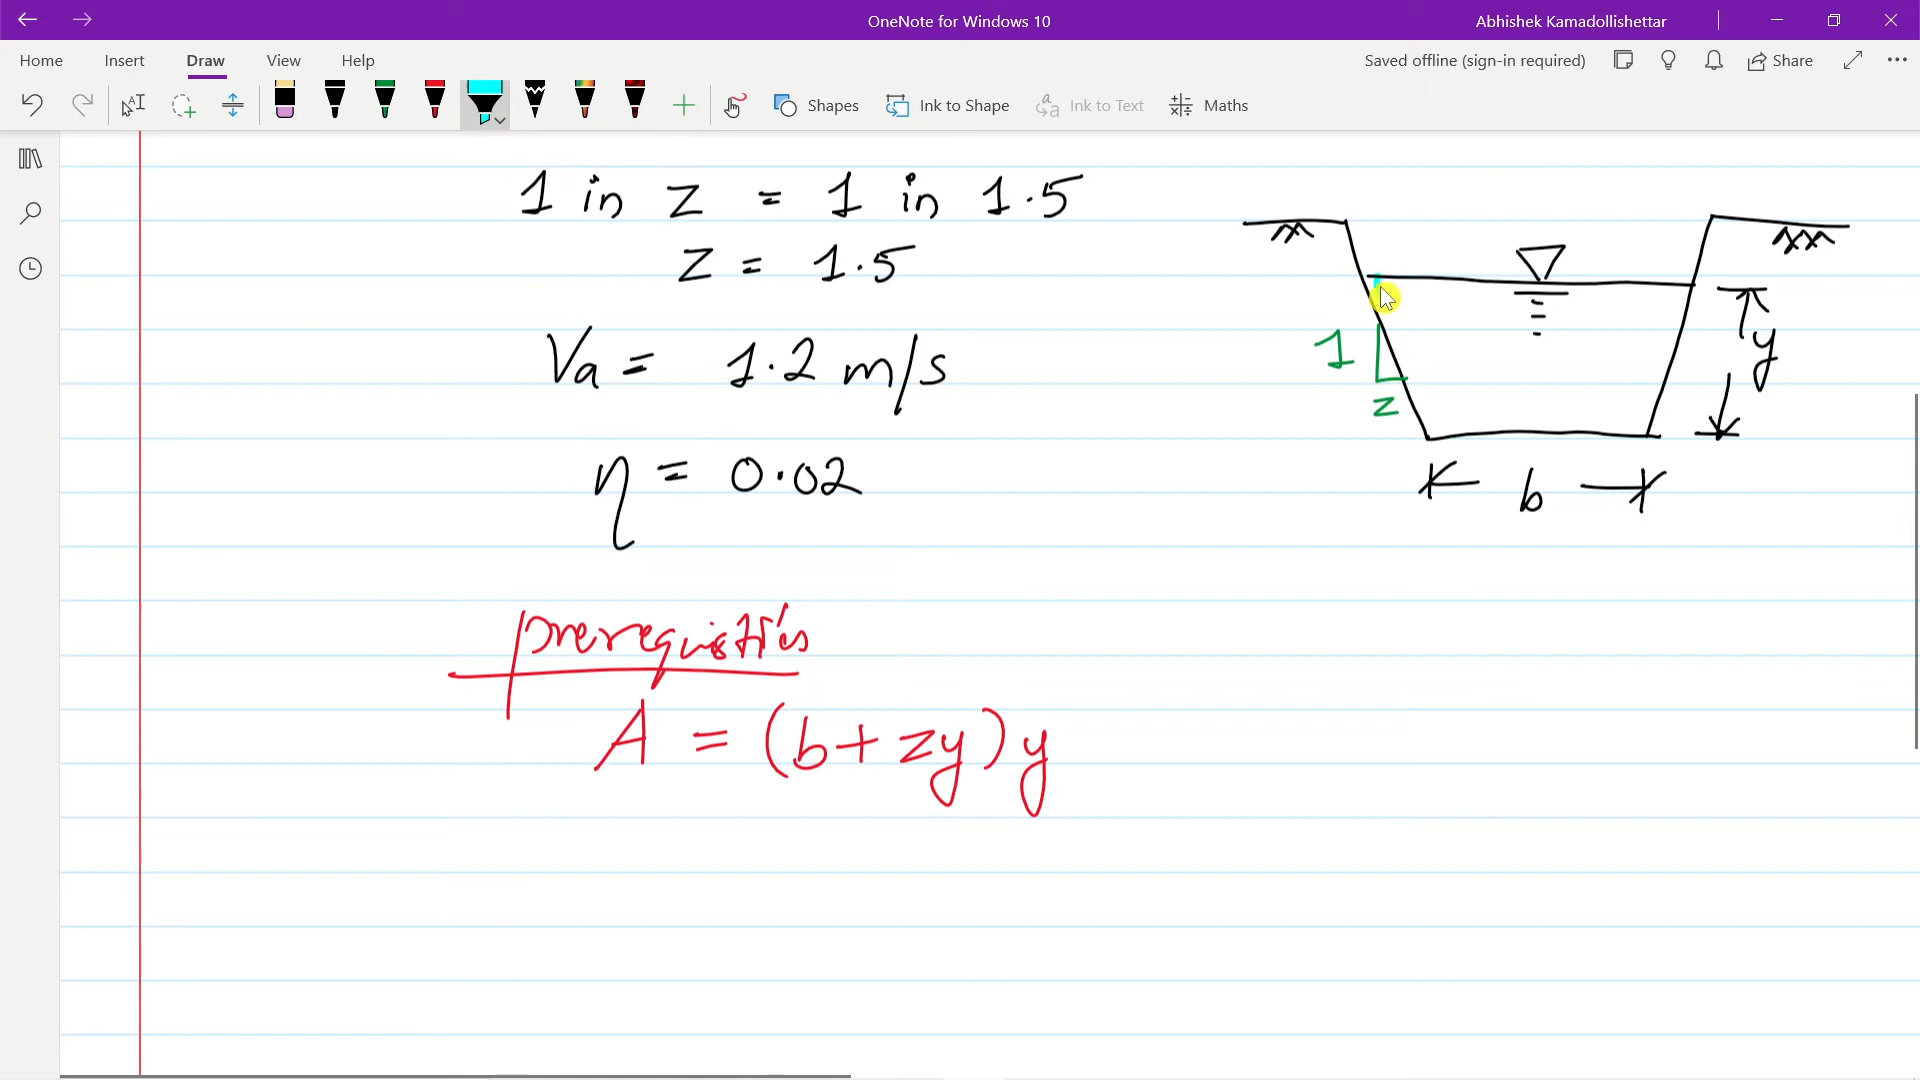 OneNote for Windows 10
Abhishek Kamadollishettar
Home Insert Draw View Help
Saved offline (sign-in required) Share
Shapes Ink to Shape Ink to Text Maths
1 in z = 1 in 1.5
z = 1.5
Va = 1.2 m/s
η = 0.02
prerequistis
A = (b + zy) y
1
z
y
b